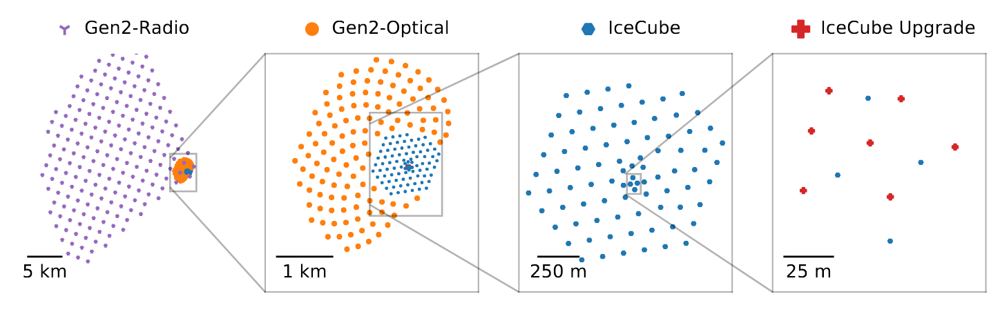 Gen2-Radio
Gen2-Optical
IceCube
IceCube Upgrade
5 km
1 km
250 m
25 m